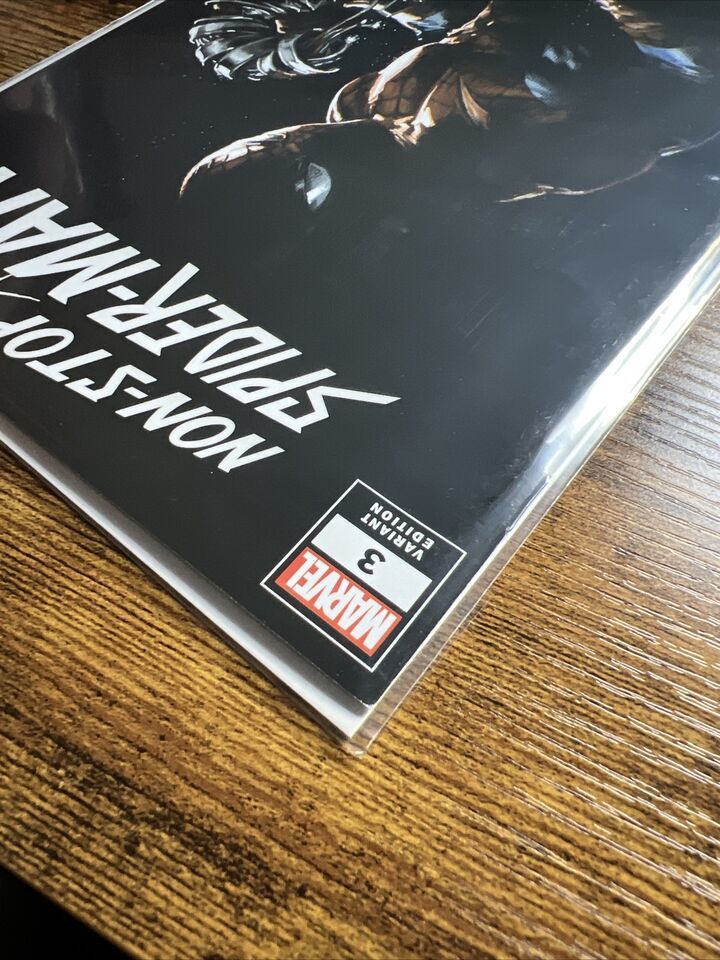 NON-STOP
SPIDER-MAN
MARVEL
3
VARIANT
EDITION